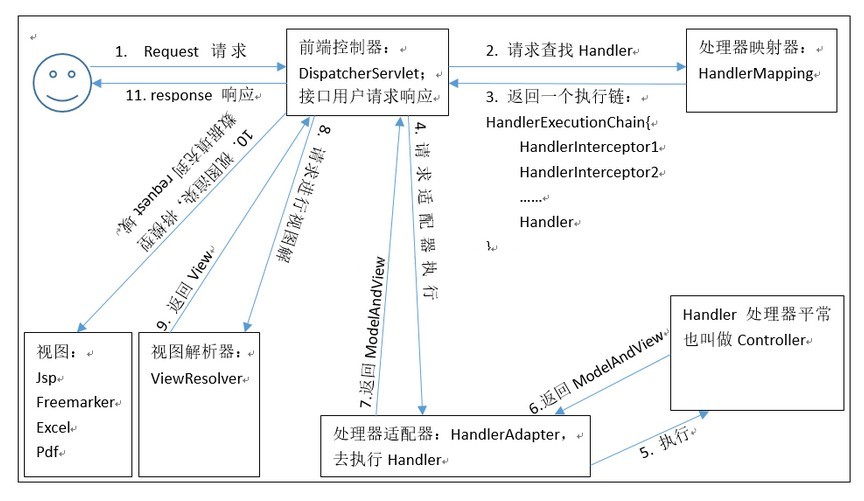 1. Request 请求
11. response 响应
前端控制器：
DispatcherServlet；
接口用户请求响应
2. 请求查找 Handler
3. 返回一个执行链：
HandlerExecutionChain{
HandlerInterceptor1
HandlerInterceptor2
……
Handler
}
处理器映射器：
HandlerMapping
10. 视图渲染，将模型
数据填充到 request 域。
9. 返回 View
8. 请求进行视图解
4. 请求适配器执行
7.返回 ModelAndView
视图：
Jsp
Freemarker
Excel
Pdf
视图解析器：
ViewResolver
处理器适配器：HandlerAdapter，
去执行 Handler
6.返回 ModelAndView
5. 执行
Handler 处理器平常
也叫做 Controller